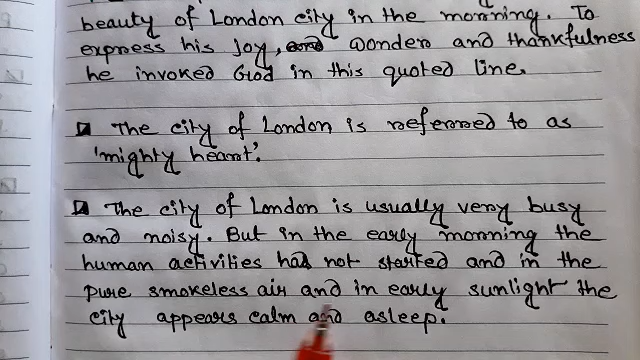 beauty of London city in the morning. To
express his joy, wonder and thankfulness
he invoked God in this quoted line.
The city of London is referred to as
'mighty heart'.
The city of London is usually very busy
and noisy. But in the early morning the
human activities had not started and in the
pure smokeless air and in early sunlight the
city appears calm and asleep.